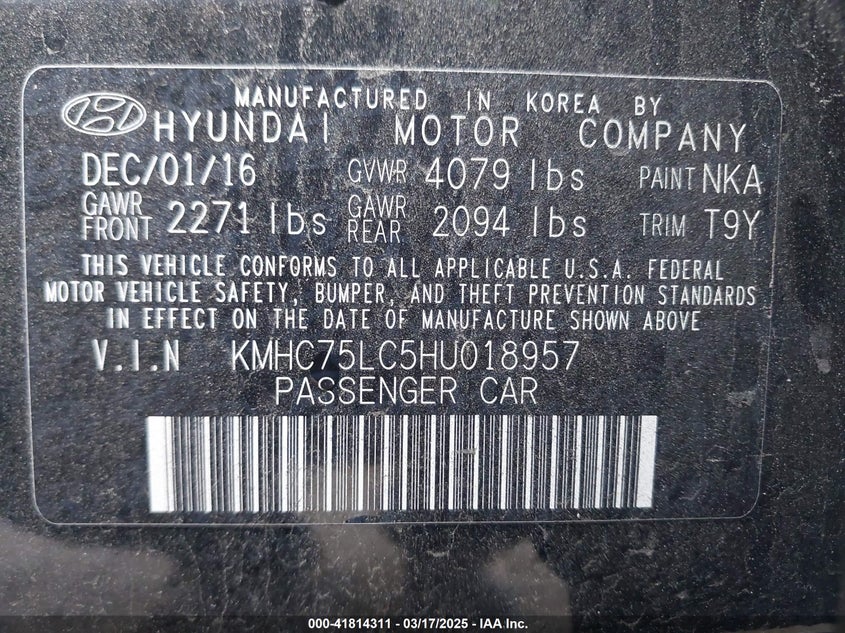 MANUFACTURED IN KOREA BY
HYUNDAI MOTOR COMPANY
DEC/01/16 GVWR 4079 lbs PAINT NKA
GAWR FRONT 2271 lbs GAWR REAR 2094 lbs TRIM T9Y
THIS VEHICLE CONFORMS TO ALL APPLICABLE U.S.A. FEDERAL
MOTOR VEHICLE SAFETY, BUMPER, AND THEFT PREVENTION STANDARDS
IN EFFECT ON THE DATE OF MANUFACTURE SHOWN ABOVE
V.I.N KMHC75LC5HU018957
PASSENGER CAR
000-41814311 - 03/17/2025 - IAA Inc.